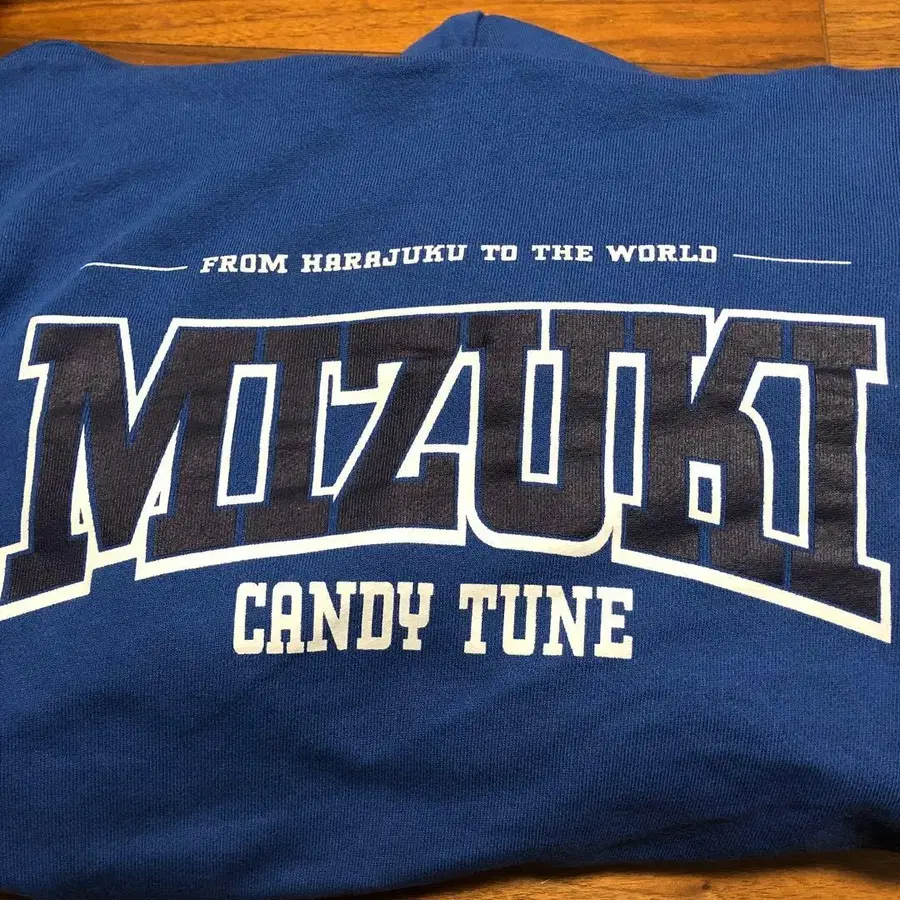 FROM HARAJUKU TO THE WORLD
MIZUKI
CANDY TUNE